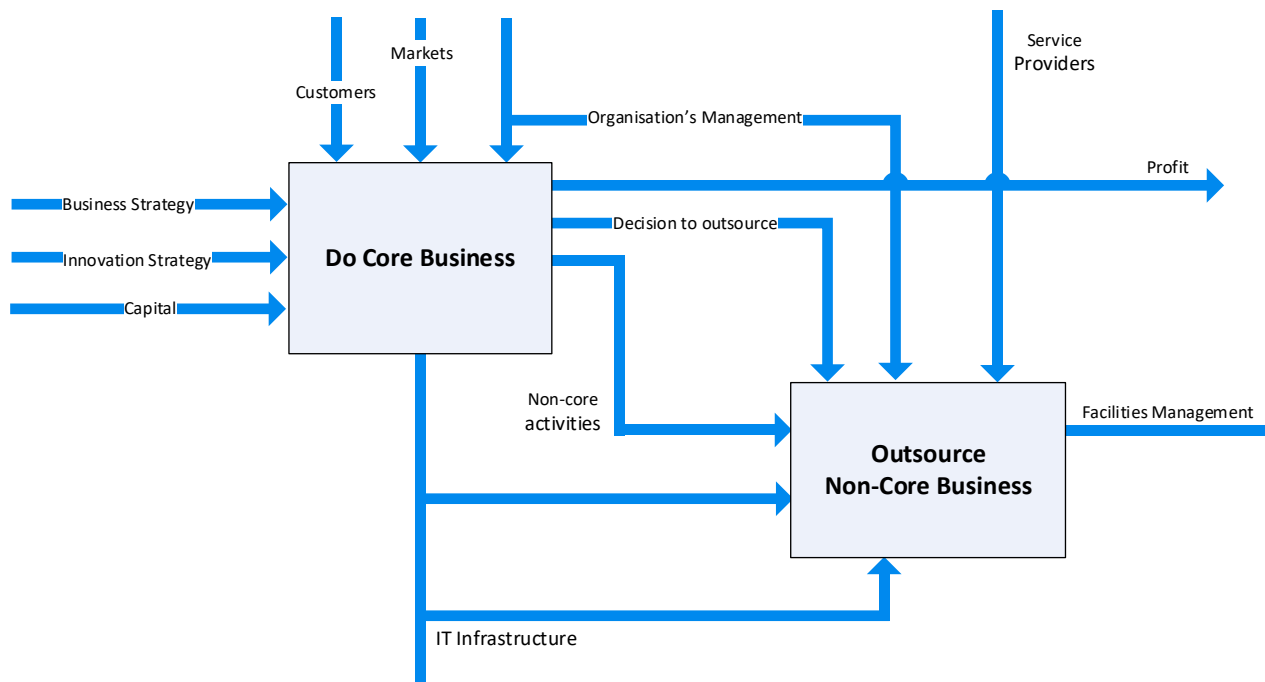 Service
Providers
Markets
Customers
Organisation’s Management
Profit
Business Strategy
Decision to outsource
Do Core Business
Innovation Strategy
Capital
Non-core
activities
Facilities Management
Outsource
Non-Core Business
IT Infrastructure